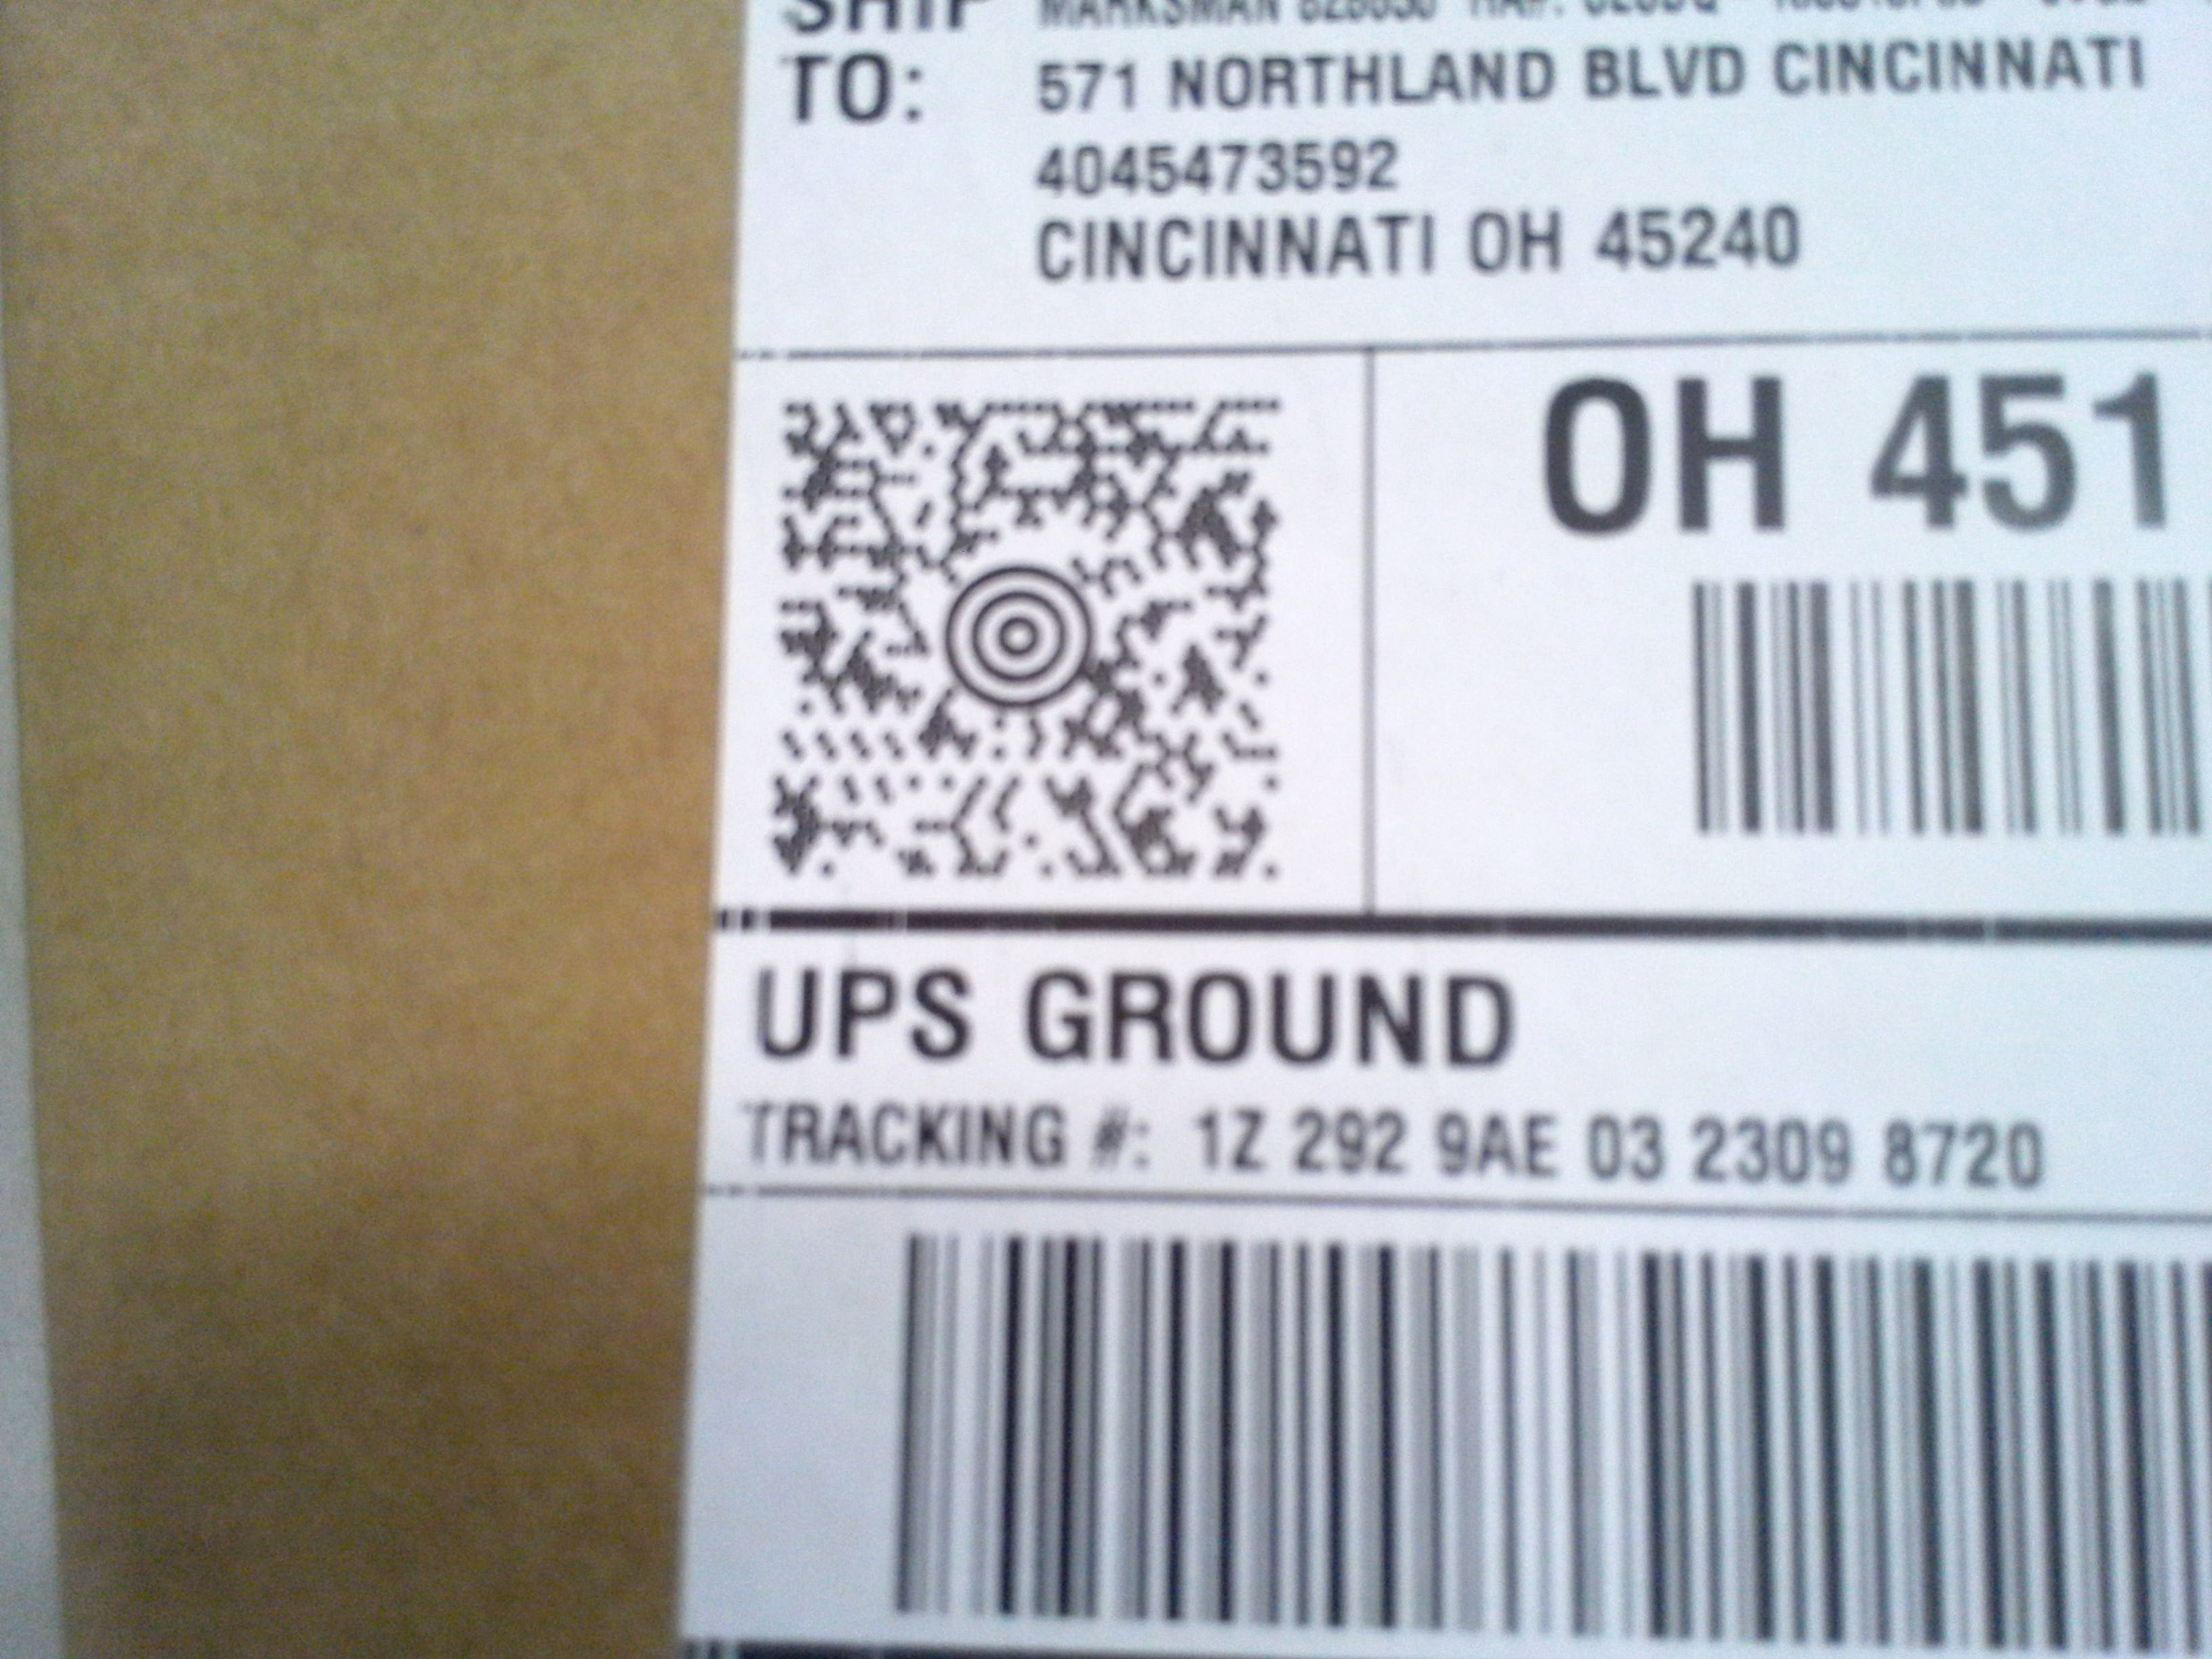 SHIP MARKSMAN
TO: 571 NORTHLAND BLVD CINCINNATI
4045473592
CINCINNATI OH 45240
OH 451
UPS GROUND
TRACKING #: 1Z 292 9AE 03 2309 8720